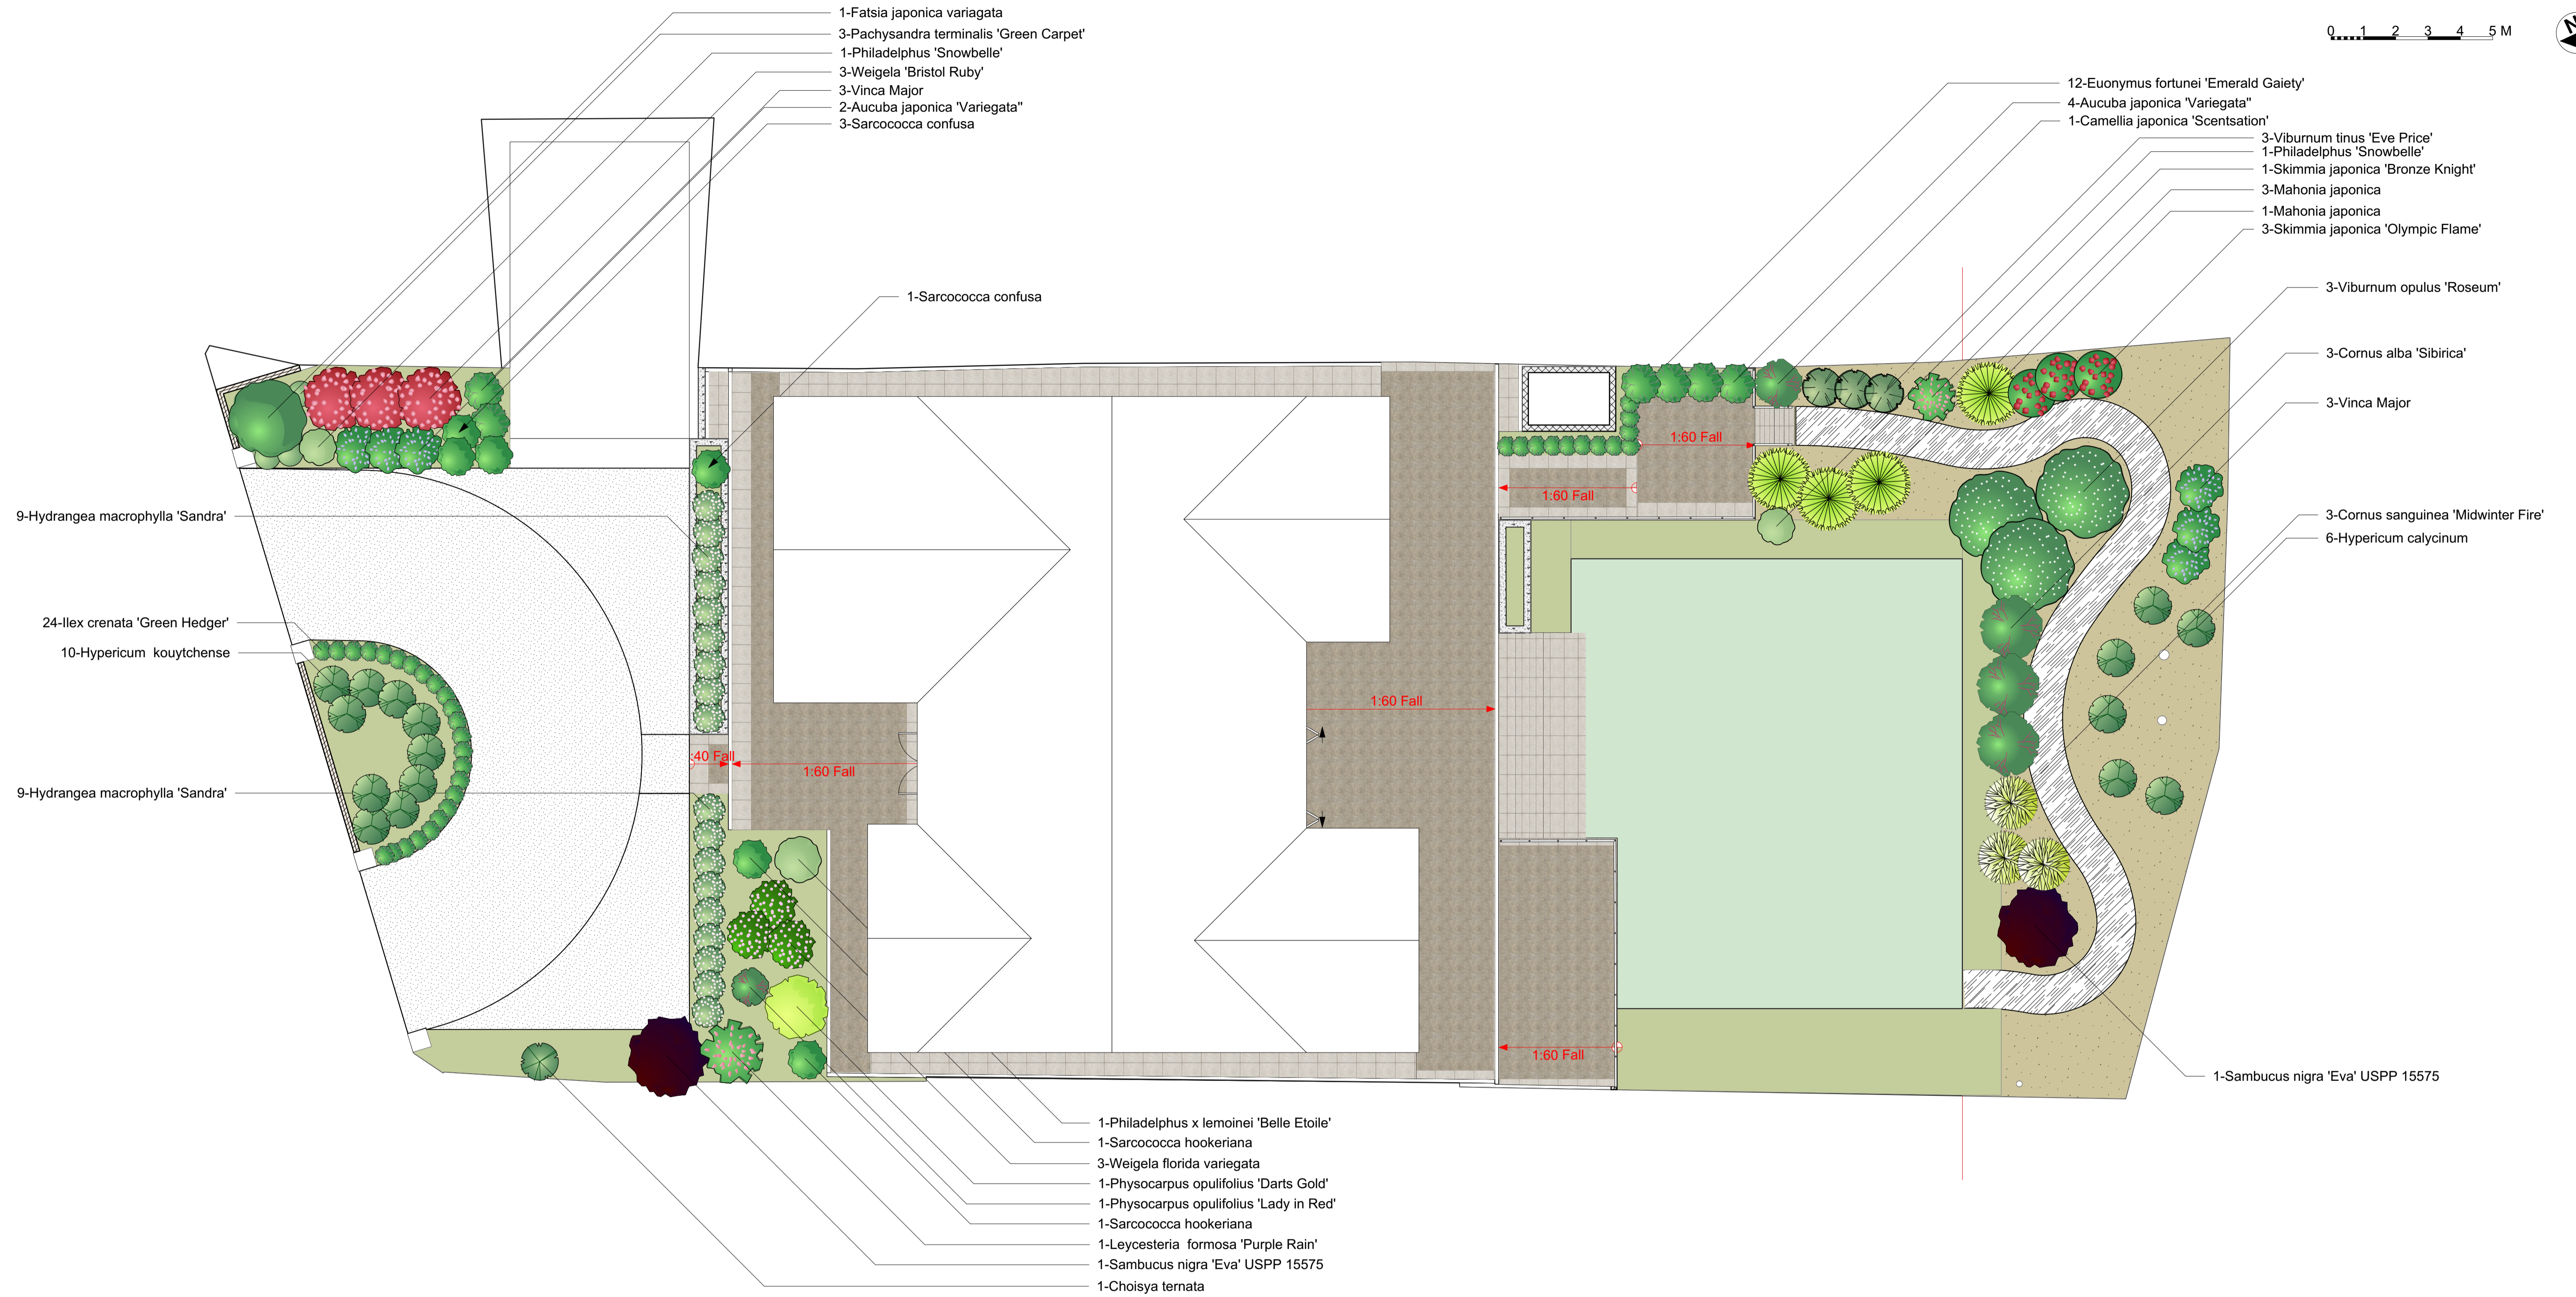 1-Fatsia japonica variagata
3-Pachysandra terminalis 'Green Carpet'
1-Philadelphus 'Snowbelle'
3-Weigela 'Bristol Ruby'
3-Vinca Major
2-Aucuba japonica 'Variegata''
3-Sarcococca confusa
0 1 2 3 4 5 M
N
12-Euonymus fortunei 'Emerald Gaiety'
4-Aucuba japonica 'Variegata''
1-Camellia japonica 'Scentsation'
3-Viburnum tinus 'Eve Price'
1-Philadelphus 'Snowbelle'
1-Skimmia japonica 'Bronze Knight'
3-Mahonia japonica
1-Mahonia japonica
3-Skimmia japonica 'Olympic Flame'
3-Viburnum opulus 'Roseum'
1-Sarcococca confusa
3-Cornus alba 'Sibirica'
3-Vinca Major
1:60 Fall
1:60 Fall
9-Hydrangea macrophylla 'Sandra'
3-Cornus sanguinea 'Midwinter Fire'
6-Hypericum calycinum
24-Ilex crenata 'Green Hedger'
10-Hypericum  kouytchense
1:60 Fall
:40 Fall
1:60 Fall
9-Hydrangea macrophylla 'Sandra'
1:60 Fall
1-Sambucus nigra 'Eva' USPP 15575
1-Philadelphus x lemoinei 'Belle Etoile'
1-Sarcococca hookeriana
3-Weigela florida variegata
1-Physocarpus opulifolius 'Darts Gold'
1-Physocarpus opulifolius 'Lady in Red'
1-Sarcococca hookeriana
1-Leycesteria  formosa 'Purple Rain'
1-Sambucus nigra 'Eva' USPP 15575
1-Choisya ternata